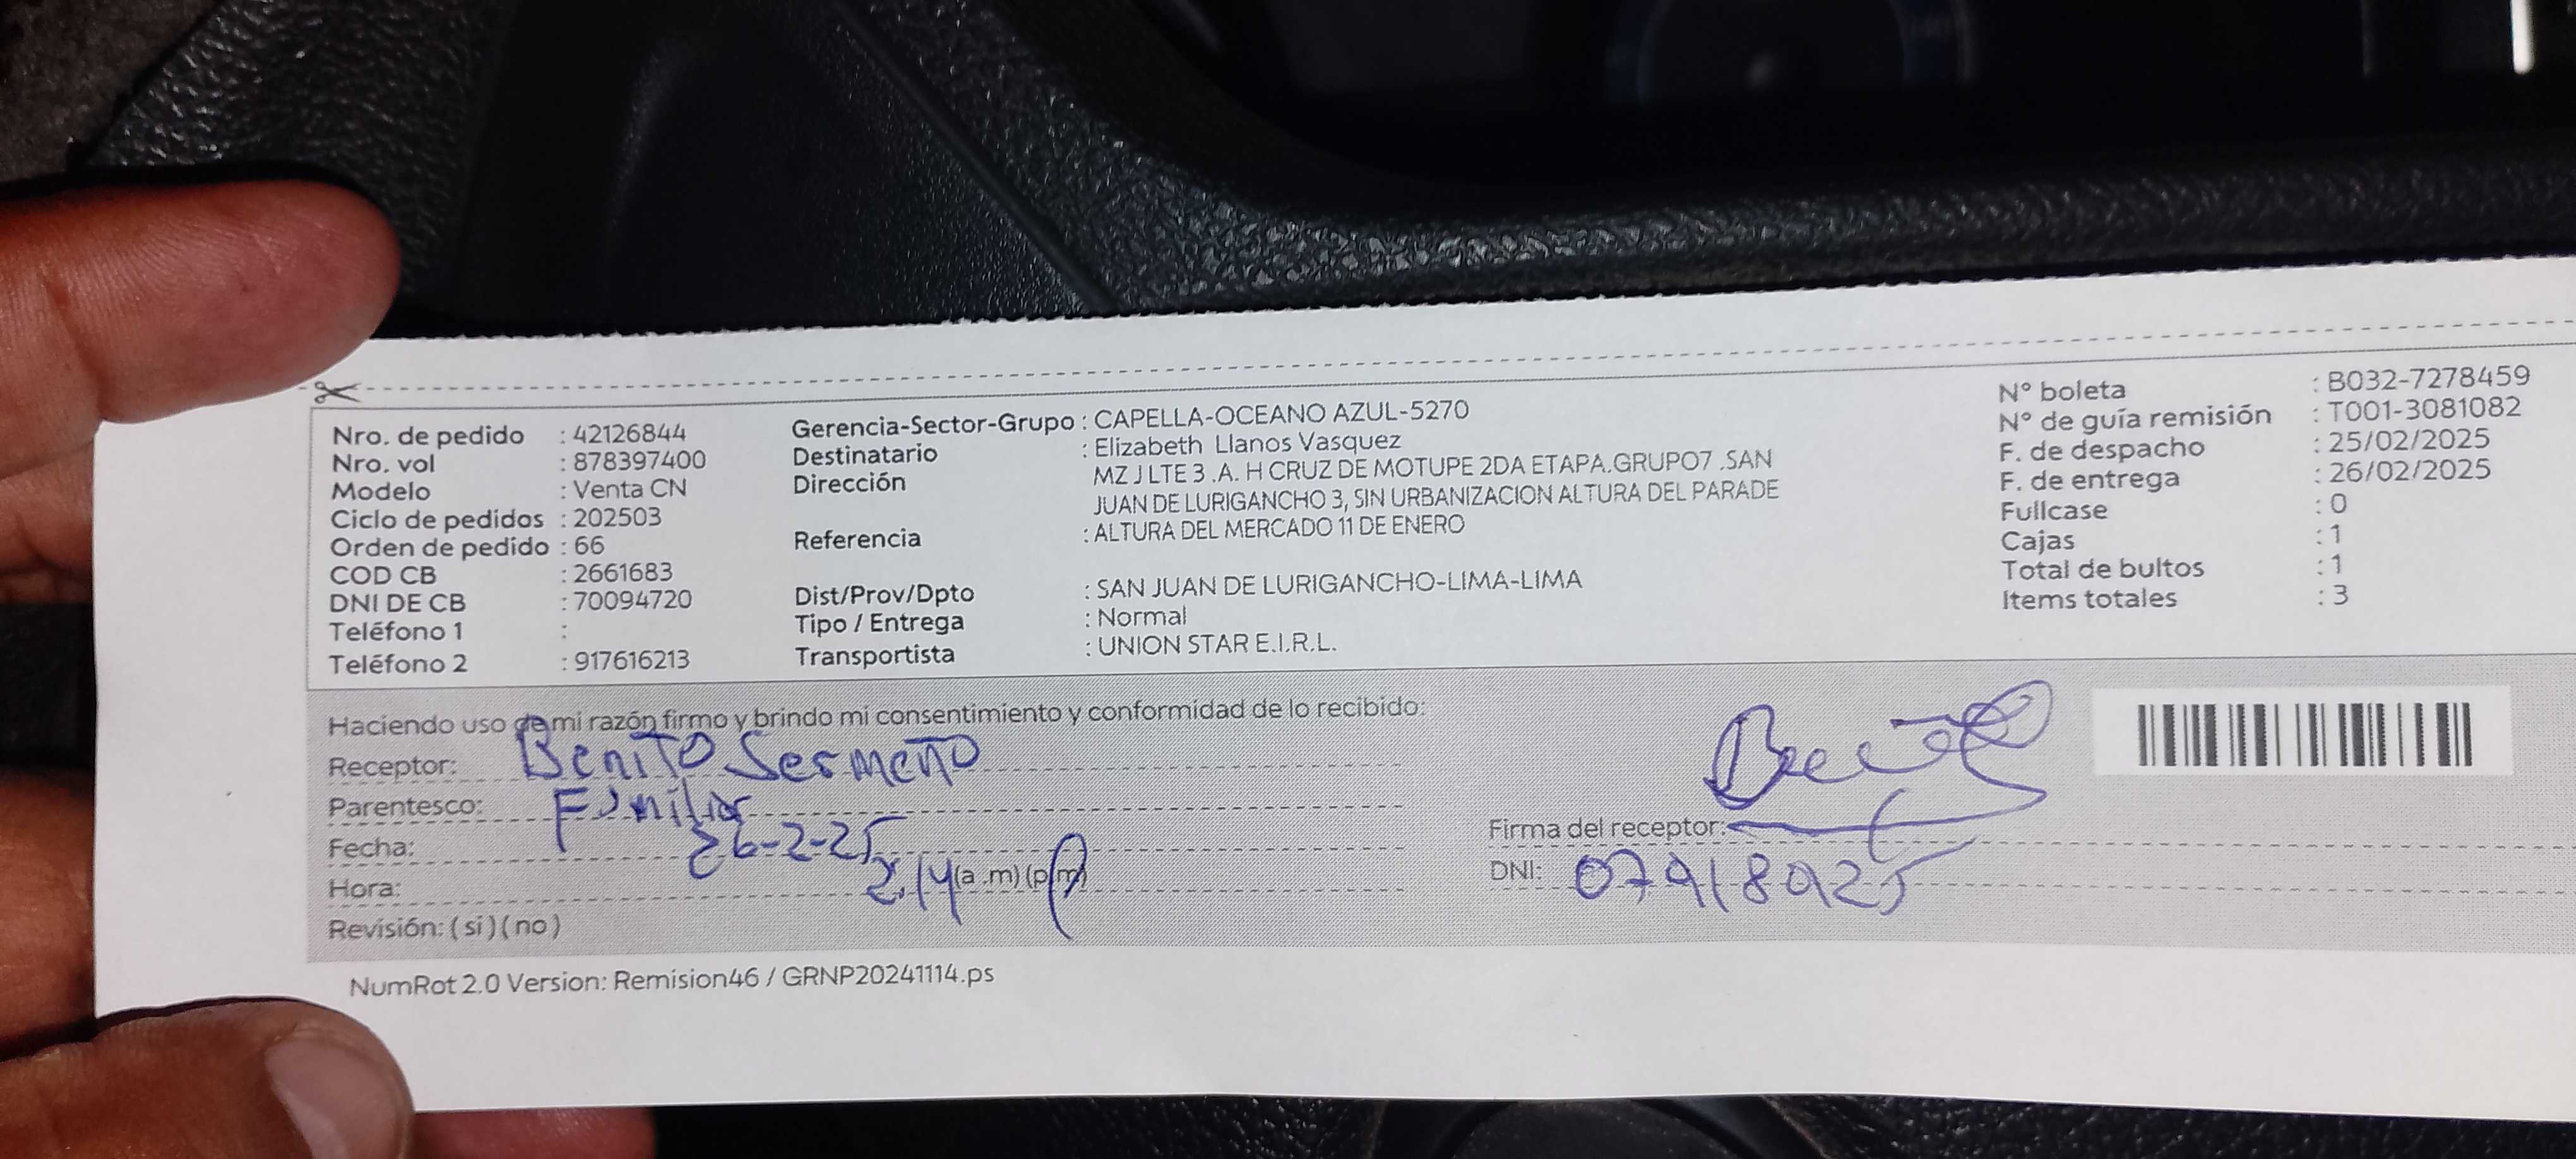 Nro. de pedido : 42126844
Nro. vol : 878397400
Modelo : Venta CN
Ciclo de pedidos : 202503
Orden de pedido : 66
COD CB : 2661683
DNI DE CB : 70094720
Teléfono 1 :
Teléfono 2 : 917616213
Gerencia-Sector-Grupo : CAPELLA-OCEANO AZUL-5270
Destinatario : Elizabeth Llanos Vasquez
Dirección MZ J LTE 3 .A. H CRUZ DE MOTUPE 2DA ETAPA.GRUPO7 .SAN
JUAN DE LURIGANCHO 3, SIN URBANIZACION ALTURA DEL PARADE
Referencia : ALTURA DEL MERCADO 11 DE ENERO
Dist/Prov/Dpto : SAN JUAN DE LURIGANCHO-LIMA-LIMA
Tipo / Entrega : Normal
Transportista : UNION STAR E.I.R.L.
N° boleta : B032-7278459
N° de guía remisión : T001-3081082
F. de despacho : 25/02/2025
F. de entrega : 26/02/2025
Fullcase : 0
Cajas : 1
Total de bultos : 1
Items totales : 3
Haciendo uso de mi razón firmo y brindo mi consentimiento y conformidad de lo recibido:
Receptor: Benito Sermeño
Parentesco: Familiar
Fecha: 26-2-25
Hora: 2.14 (a .m) (p.m)
Revisión: ( si ) ( no )
Firma del receptor:
DNI: 07918925
NumRot 2.0 Version: Remision46 / GRNP20241114.ps